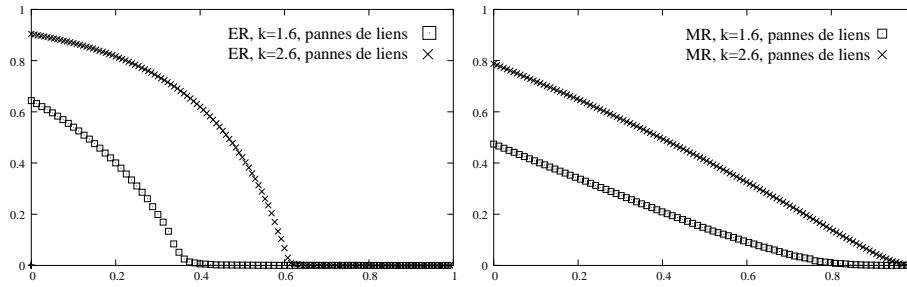 ER, k=1.6, pannes de liens
ER, k=2.6, pannes de liens
1
0.8
0.6
0.4
0.2
0
0 0.2 0.4 0.6 0.8 1
MR, k=1.6, pannes de liens
MR, k=2.6, pannes de liens
1
0.8
0.6
0.4
0.2
0
0 0.2 0.4 0.6 0.8